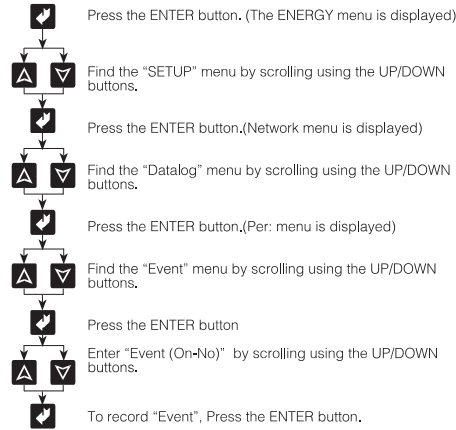 Press the ENTER button. (The ENERGY menu is displayed)
Find the “SETUP” menu by scrolling using the UP/DOWN
buttons.
Press the ENTER button.(Network menu is displayed)
Find the “Datalog” menu by scrolling using the UP/DOWN
buttons.
Press the ENTER button.(Per: menu is displayed)
Find the “Event” menu by scrolling using the UP/DOWN
buttons.
Press the ENTER button
Enter “Event (On-No)” by scrolling using the UP/DOWN
buttons.
To record “Event”, Press the ENTER button.